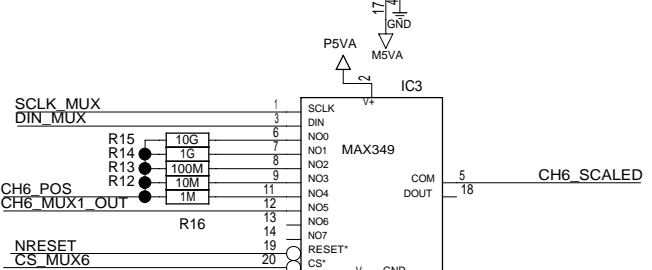 17
4
GND
M5VA
P5VA
2
IC3
V+
SCLK_MUX 1 SCLK
DIN_MUX 3 DIN
R15 10G 6 NO0
R14 1G 7 NO1 MAX349
R13 100M 8 NO2
R12 10M 9 NO3 COM 5 CH6_SCALED
CH6_POS 1M 11 NO4 DOUT 18
CH6_MUX1_OUT 12 NO5
R16 13 NO6
14 NO7
NRESET 19 RESET*
CS_MUX6 20 CS*
V- GND